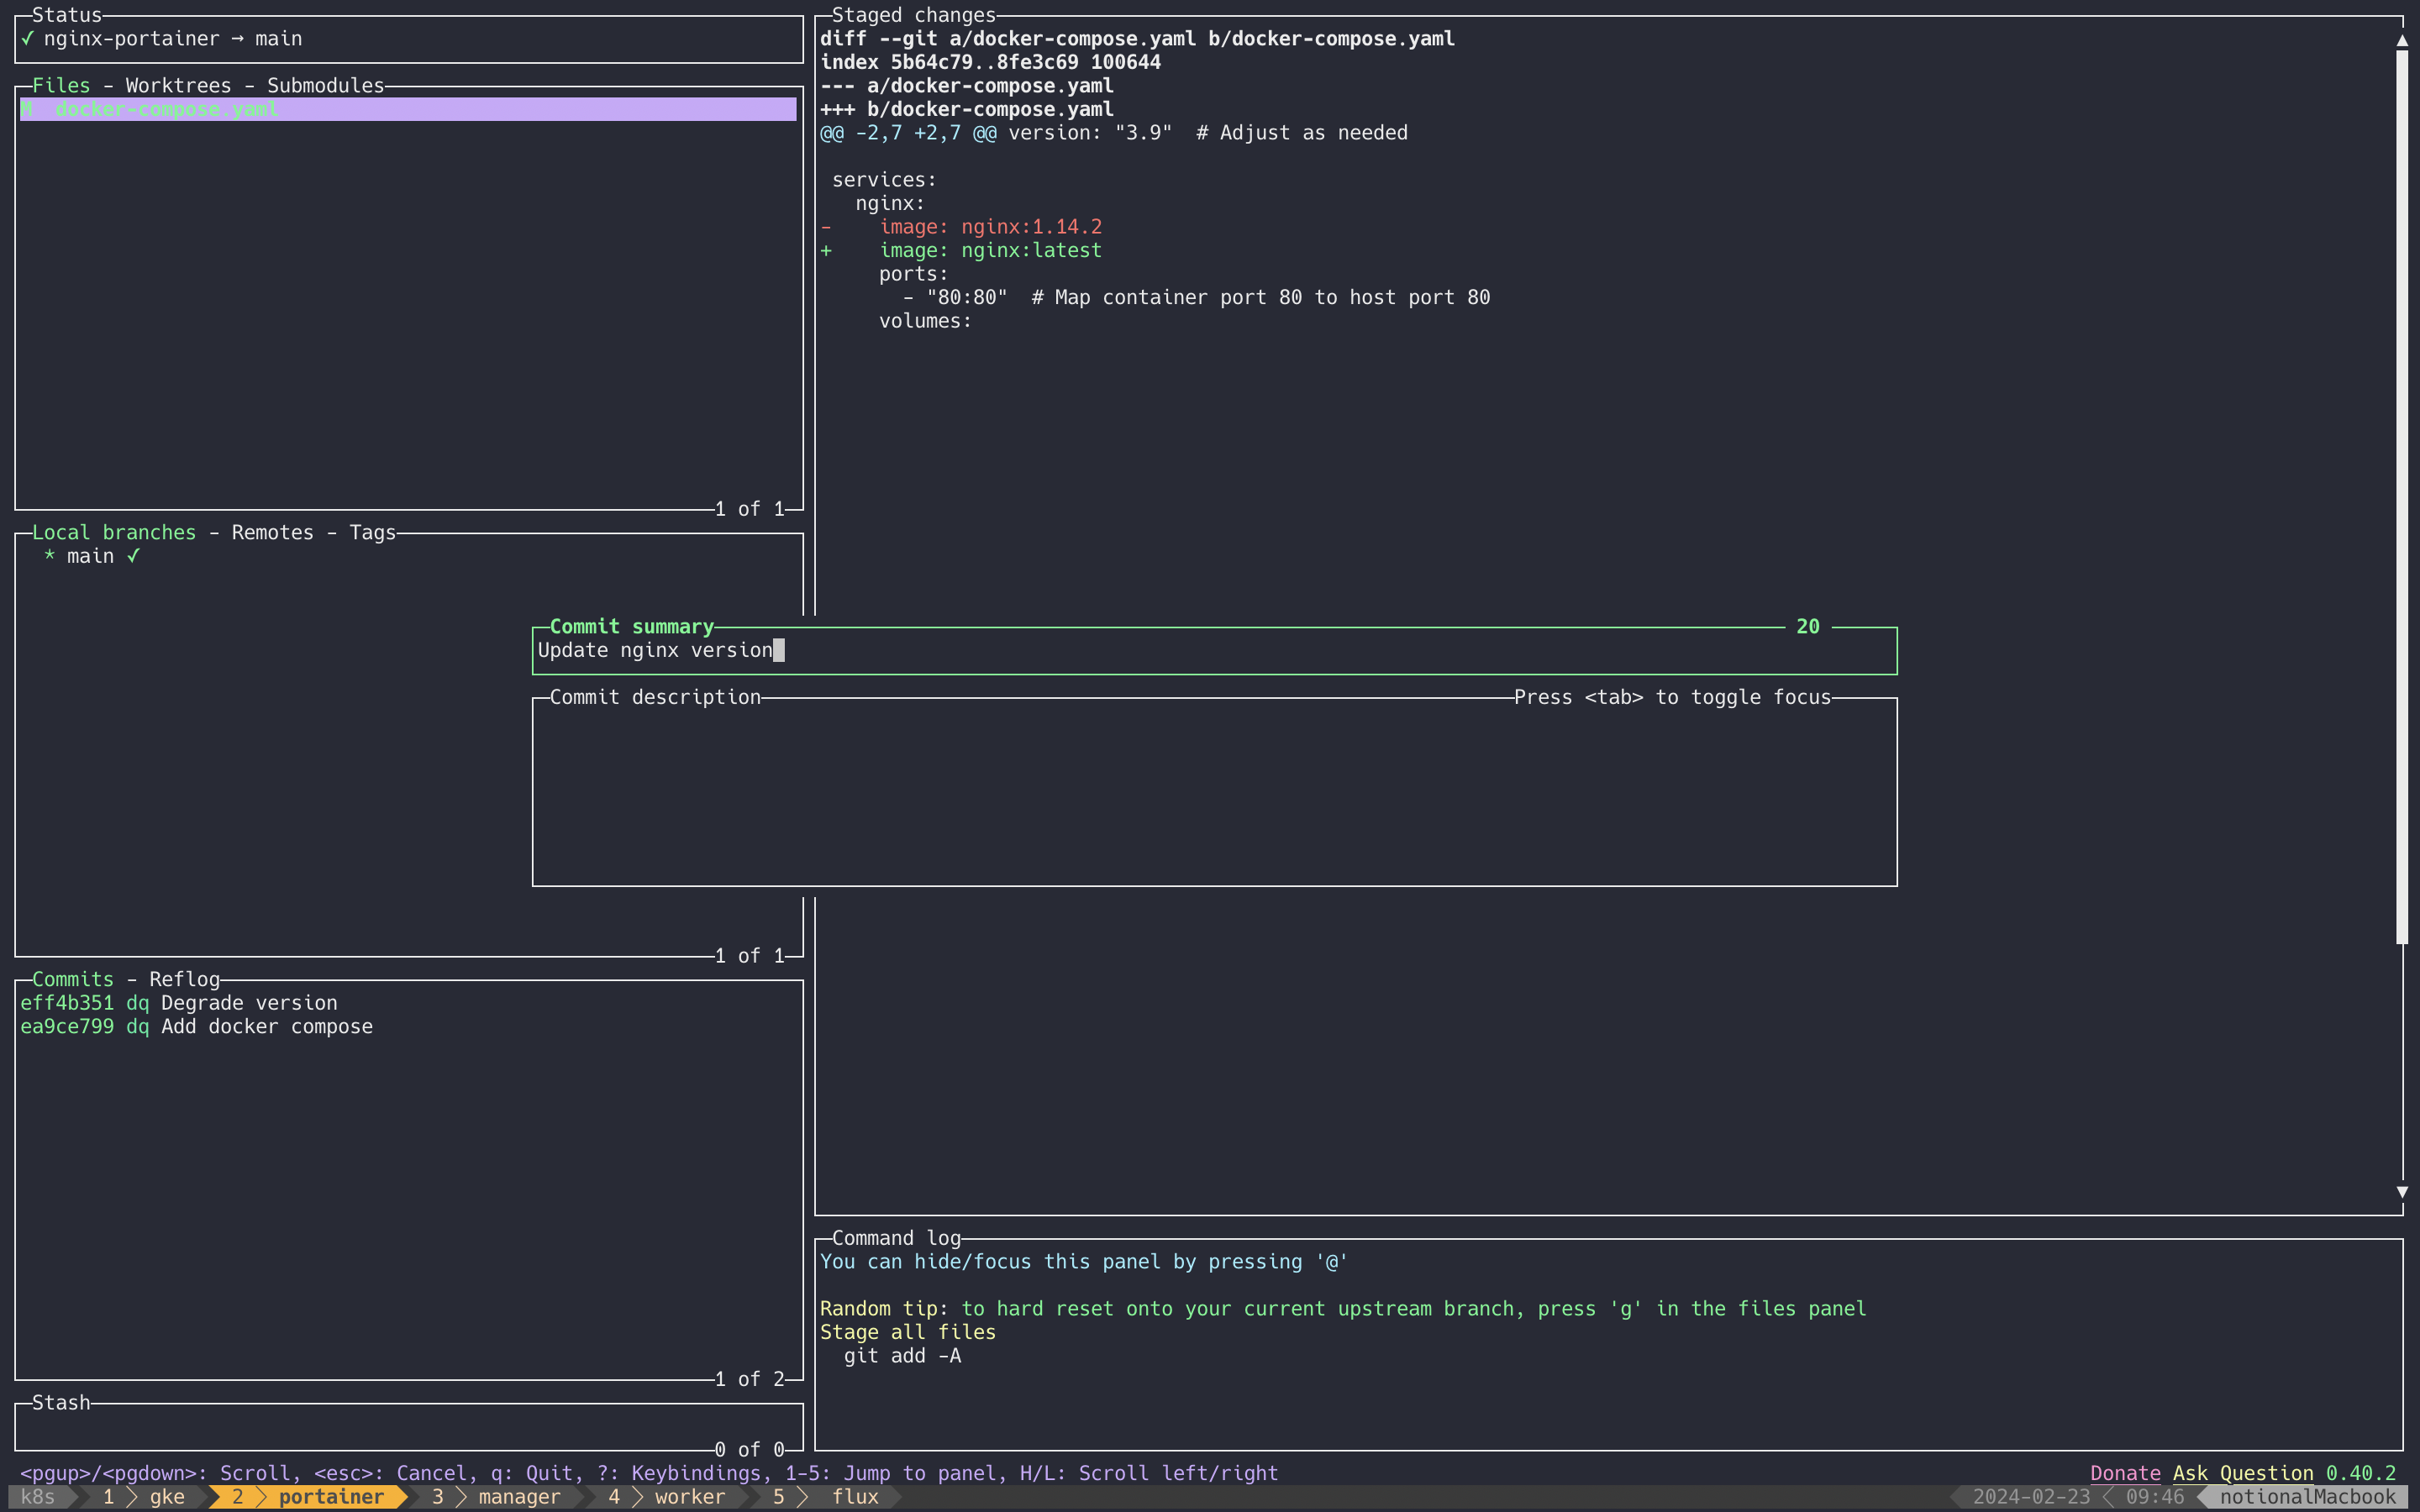 Status
✓ nginx-portainer → main
Files - Worktrees - Submodules
M  docker-compose.yaml
1 of 1
Local branches - Remotes - Tags
* main ✓
1 of 1
Commits - Reflog
eff4b351 dq Degrade version
ea9ce799 dq Add docker compose
1 of 2
Stash
0 of 0
Staged changes
diff --git a/docker-compose.yaml b/docker-compose.yaml
index 5b64c79..8fe3c69 100644
--- a/docker-compose.yaml
+++ b/docker-compose.yaml
@@ -2,7 +2,7 @@ version: "3.9"  # Adjust as needed
services:
nginx:
-    image: nginx:1.14.2
+    image: nginx:latest
ports:
- "80:80"  # Map container port 80 to host port 80
volumes:
Commit summary 20
Update nginx version
Commit description Press <tab> to toggle focus
Command log
You can hide/focus this panel by pressing '@'
Random tip: to hard reset onto your current upstream branch, press 'g' in the files panel
Stage all files
git add -A
<pgup>/<pgdown>: Scroll, <esc>: Cancel, q: Quit, ?: Keybindings, 1-5: Jump to panel, H/L: Scroll left/right Donate Ask Question 0.40.2
k8s 1 gke 2 portainer 3 manager 4 worker 5 flux 2024-02-23 09:46 notionalMacbook